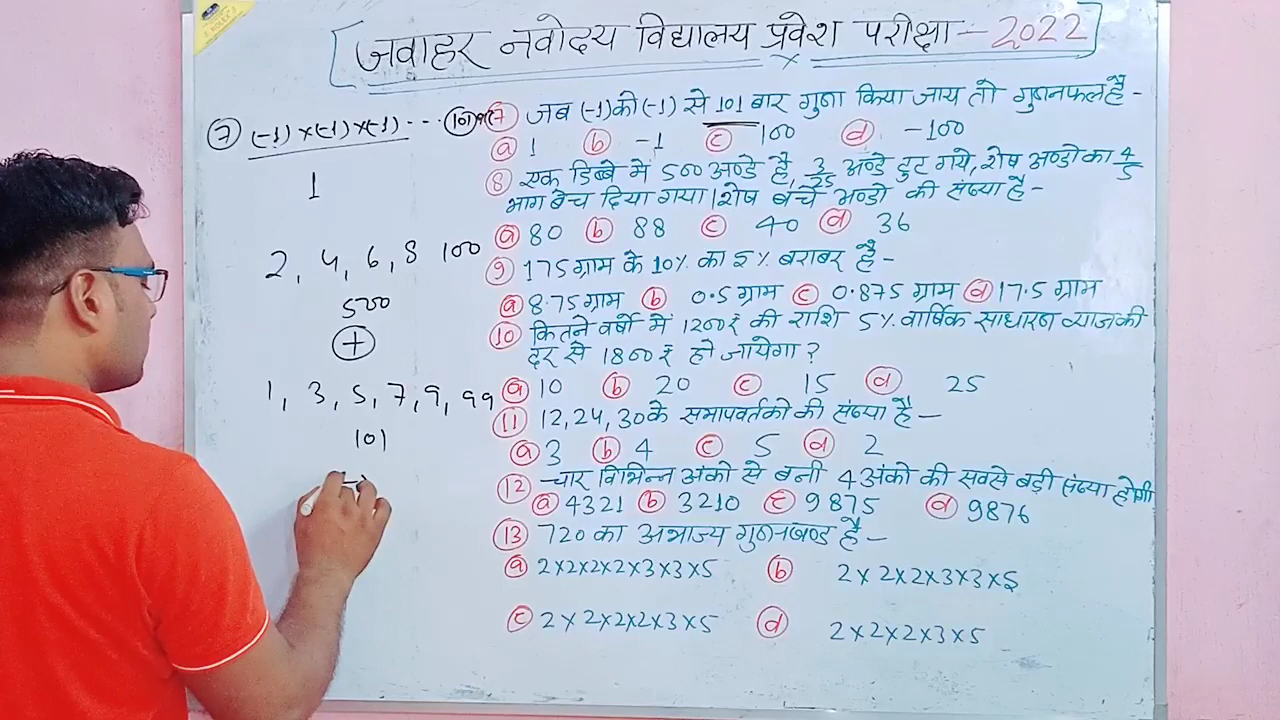 जवाहर नवोदय विद्यालय प्रवेश परीक्षा - 2022
⑦ (-1)×(-1)×(-1)....(101)
1
2, 4, 6, 8 100
500
+
1, 3, 5, 7, 9, 99
101
⑦ जब (-1) को (-1) से 101 बार गुणा किया जाय तो गुणनफल है -
ⓐ 1 ⓑ -1 ⓒ 100 ⓓ -100
⑧ एक डिब्बे में 500 अण्डे है, 3/25 अण्डे टुट गये, शेष अण्डो का 4/5
भाग बेच दिया गया। शेष बचे अण्डो की संख्या है -
ⓐ 80 ⓑ 88 ⓒ 40 ⓓ 36
⑨ 175 ग्राम के 10% का 5% बराबर है -
ⓐ 8.75 ग्राम ⓑ 0.5 ग्राम ⓒ 0.875 ग्राम ⓓ 17.5 ग्राम
⑩ कितने वर्षो में 1200₹ की राशि 5% वार्षिक साधारण ब्याज की
दर से 1800₹ हो जायेगा ?
ⓐ 10 ⓑ 20 ⓒ 15 ⓓ 25
⑪ 12, 24, 30 के समापवर्तको की संख्या है -
ⓐ 3 ⓑ 4 ⓒ 5 ⓓ 2
⑫ चार विभिन्न अंको से बनी 4 अंको की सबसे बड़ी संख्या होगी
ⓐ 4321 ⓑ 3210 ⓒ 9875 ⓓ 9876
⑬ 720 का अभाज्य गुणनखण्ड है -
ⓐ 2×2×2×2×3×3×5 ⓑ 2×2×2×3×3×5
ⓒ 2×2×2×2×3×5 ⓓ 2×2×2×3×5